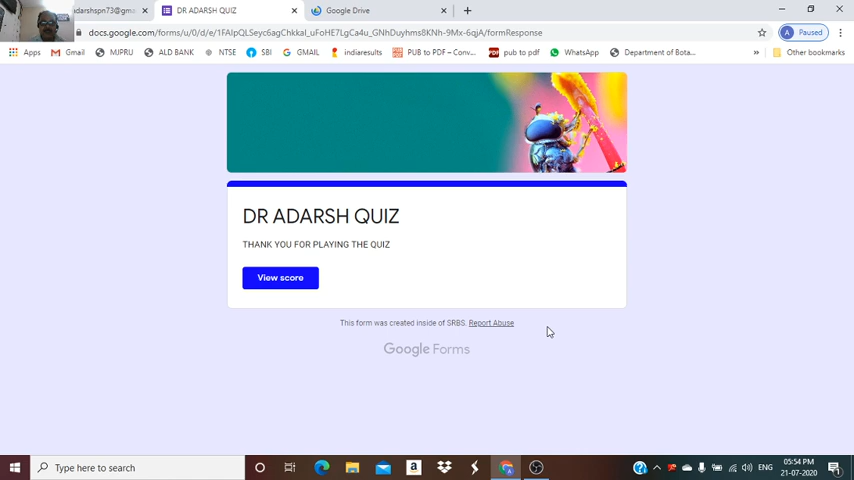 adarshspn73@gma
DR ADARSH QUIZ
Google Drive
docs.google.com/forms/u/0/d/e/1FAIpQLSeyc6agChkkal_uFoHE7LgCa4u_GNhDuyhms8KNh-9Mx-6qjA/formResponse
A Paused
Apps Gmail MJPRU ALD BANK NTSE SBI GMAIL indiaresults PUB to PDF – Conv... pub to pdf WhatsApp Department of Bota... » Other bookmarks
DR ADARSH QUIZ
THANK YOU FOR PLAYING THE QUIZ
View score
This form was created inside of SRBS. Report Abuse
Google Forms
Type here to search
ENG
05:54 PM
21-07-2020